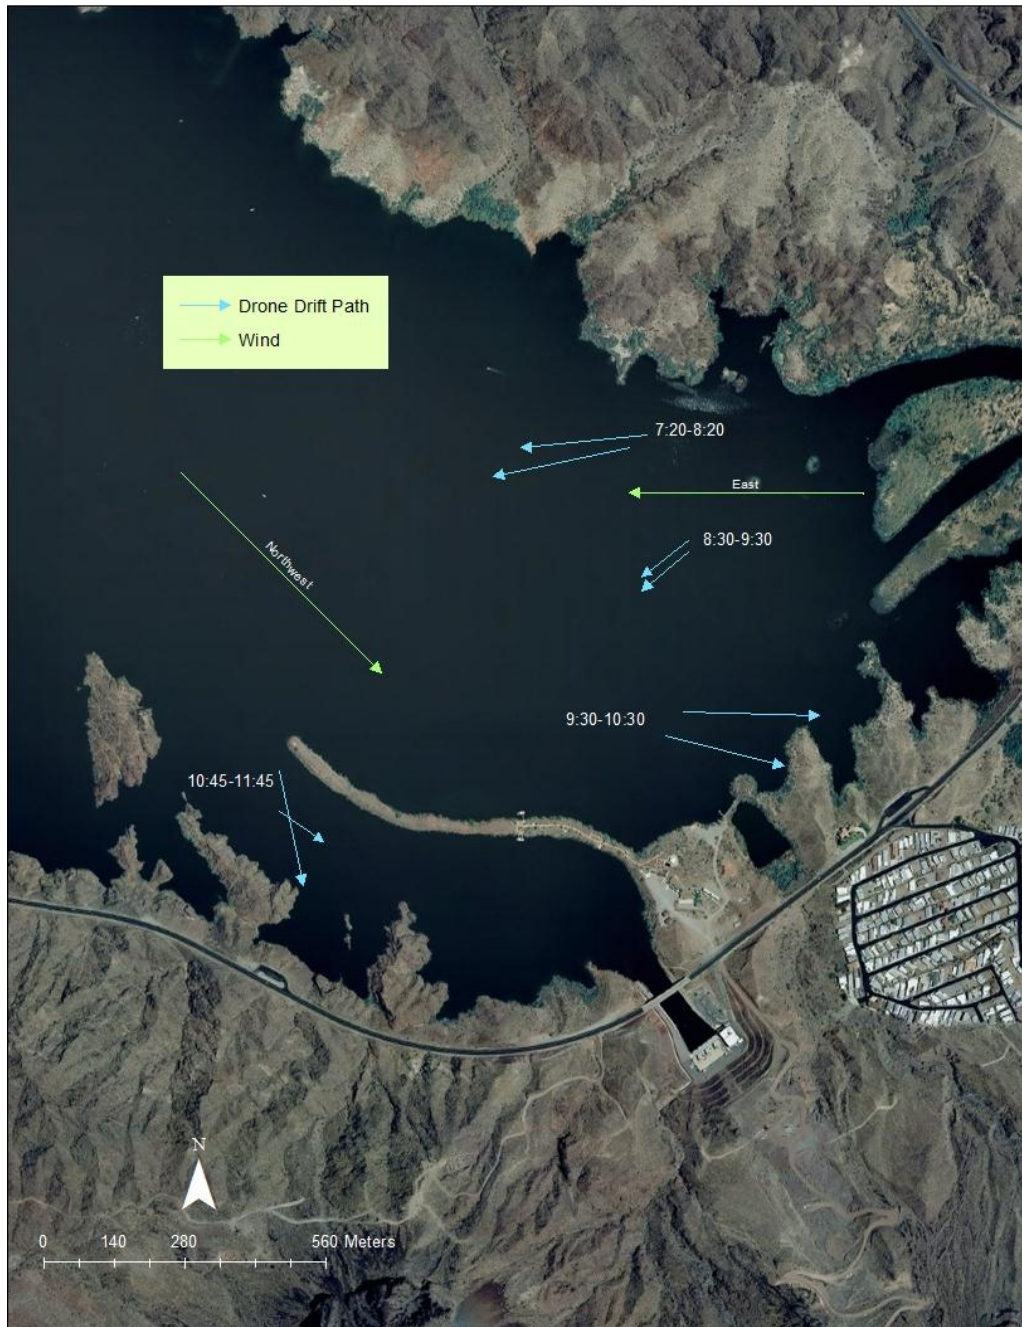 Drone Drift Path
Wind
7:20-8:20
East
8:30-9:30
Northwest
9:30-10:30
10:45-11:45
N
0 140 280 560 Meters